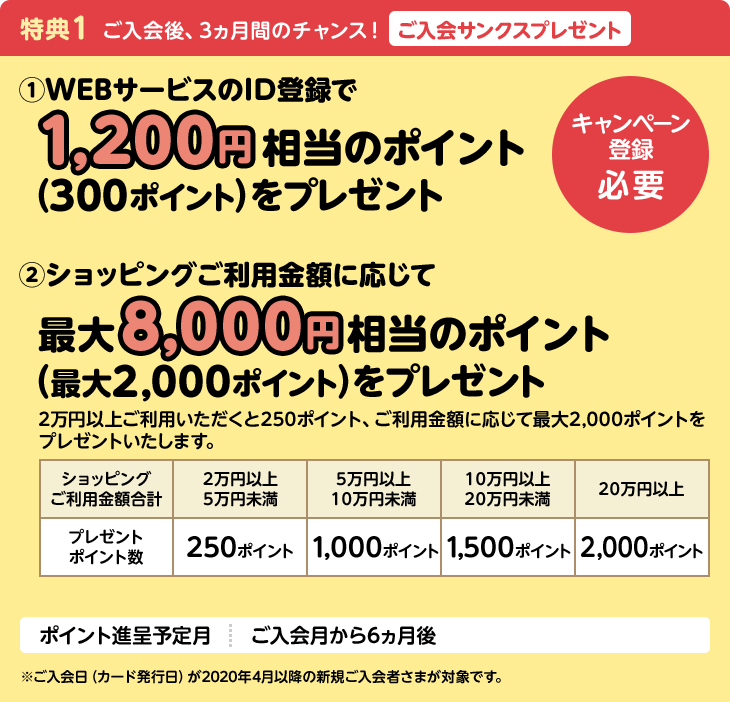 特典1 ご入会後、3ヵ月間のチャンス! ご入会サンクスプレゼント
①WEBサービスのID登録で
1,200円相当のポイント
(300ポイント)をプレゼント
キャンペーン
登録
必要
②ショッピングご利用金額に応じて
最大8,000円相当のポイント
(最大2,000ポイント)をプレゼント
2万円以上ご利用いただくと250ポイント、ご利用金額に応じて最大2,000ポイントを
プレゼントいたします。
ショッピング
ご利用金額合計
2万円以上
5万円未満
5万円以上
10万円未満
10万円以上
20万円未満
20万円以上
プレゼント
ポイント数
250ポイント
1,000ポイント
1,500ポイント
2,000ポイント
ポイント進呈予定月 ご入会月から6ヵ月後
※ご入会日(カード発行日)が2020年4月以降の新規ご入会者さまが対象です。